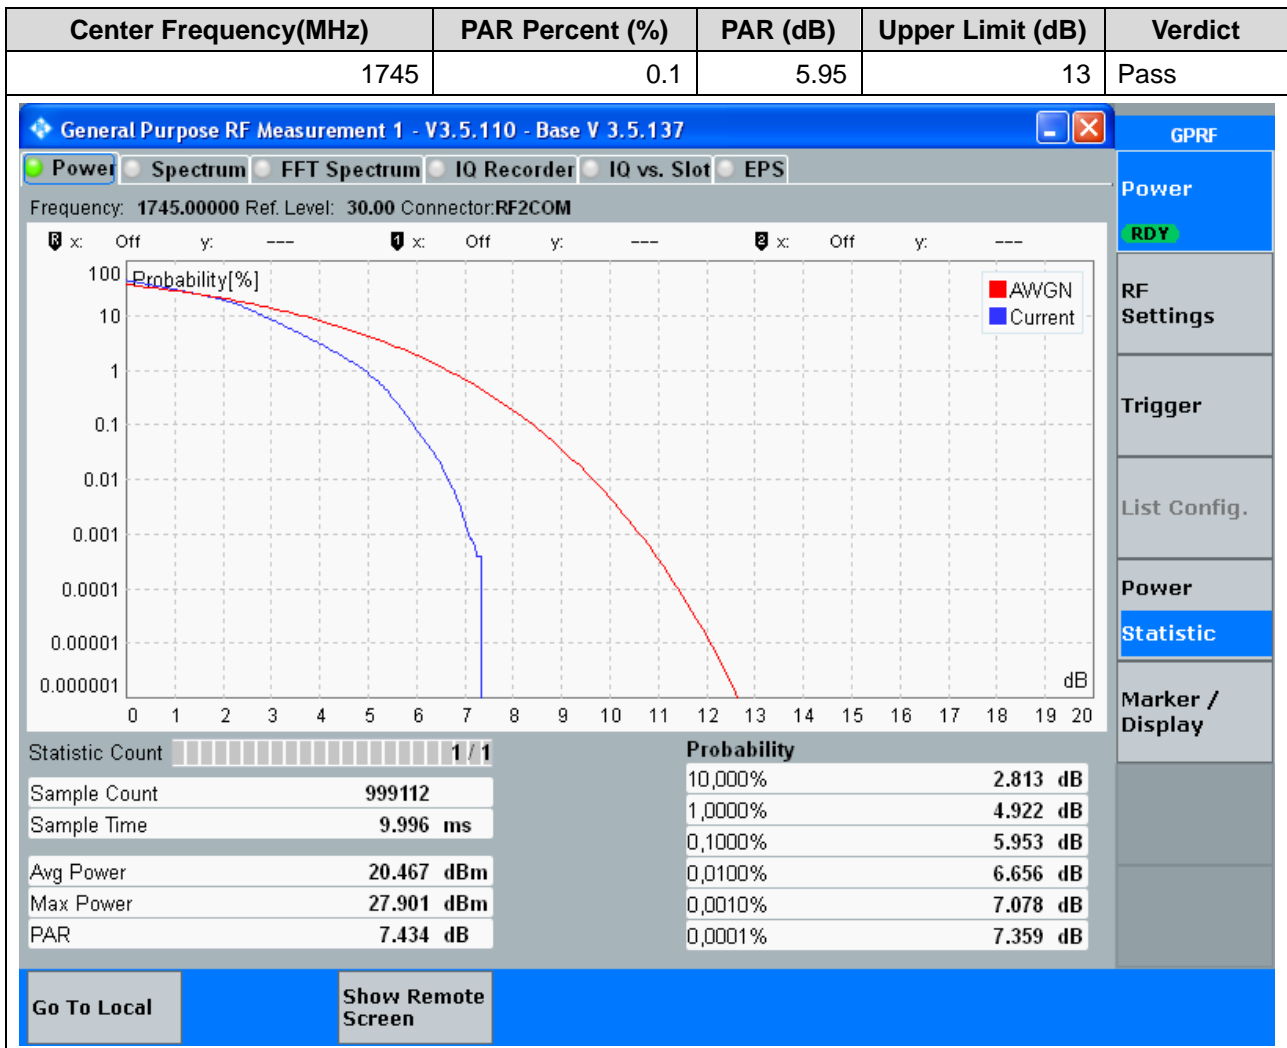 Center Frequency(MHz) PAR Percent (%) PAR (dB) Upper Limit (dB) Verdict
1745 0.1 5.95 13 Pass
General Purpose RF Measurement 1 - V3.5.110 - Base V 3.5.137
GPRF
Power Spectrum FFT Spectrum IQ Recorder IQ vs. Slot EPS
Frequency: 1745.00000 Ref. Level: 30.00 Connector:RF2COM
R x: Off y: --- 1 x: Off y: --- 2 x: Off y: ---
Probability[%]
100
10
1
0.1
0.01
0.001
0.0001
0.00001
0.000001
AWGN
Current
dB
0 1 2 3 4 5 6 7 8 9 10 11 12 13 14 15 16 17 18 19 20
Statistic Count 1 / 1
Sample Count 999112
Sample Time 9.996 ms
Avg Power 20.467 dBm
Max Power 27.901 dBm
PAR 7.434 dB
Probability
10,000% 2.813 dB
1,0000% 4.922 dB
0,1000% 5.953 dB
0,0100% 6.656 dB
0,0010% 7.078 dB
0,0001% 7.359 dB
Power
RDY
RF
Settings
Trigger
List Config.
Power
Statistic
Marker /
Display
Go To Local
Show Remote
Screen